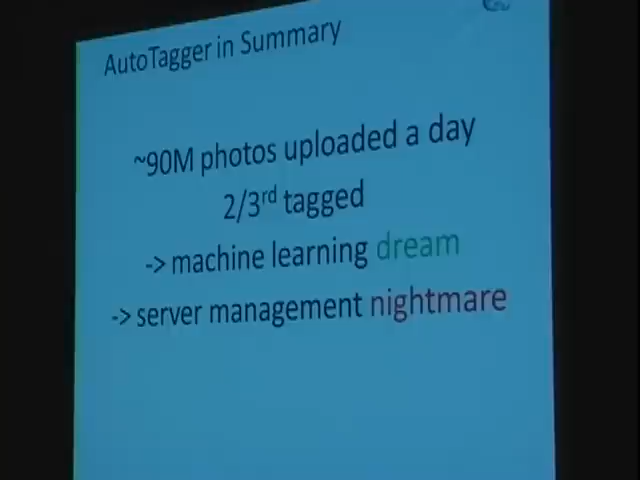 AutoTagger in Summary
~90M photos uploaded a day
2/3rd tagged
-> machine learning dream
-> server management nightmare